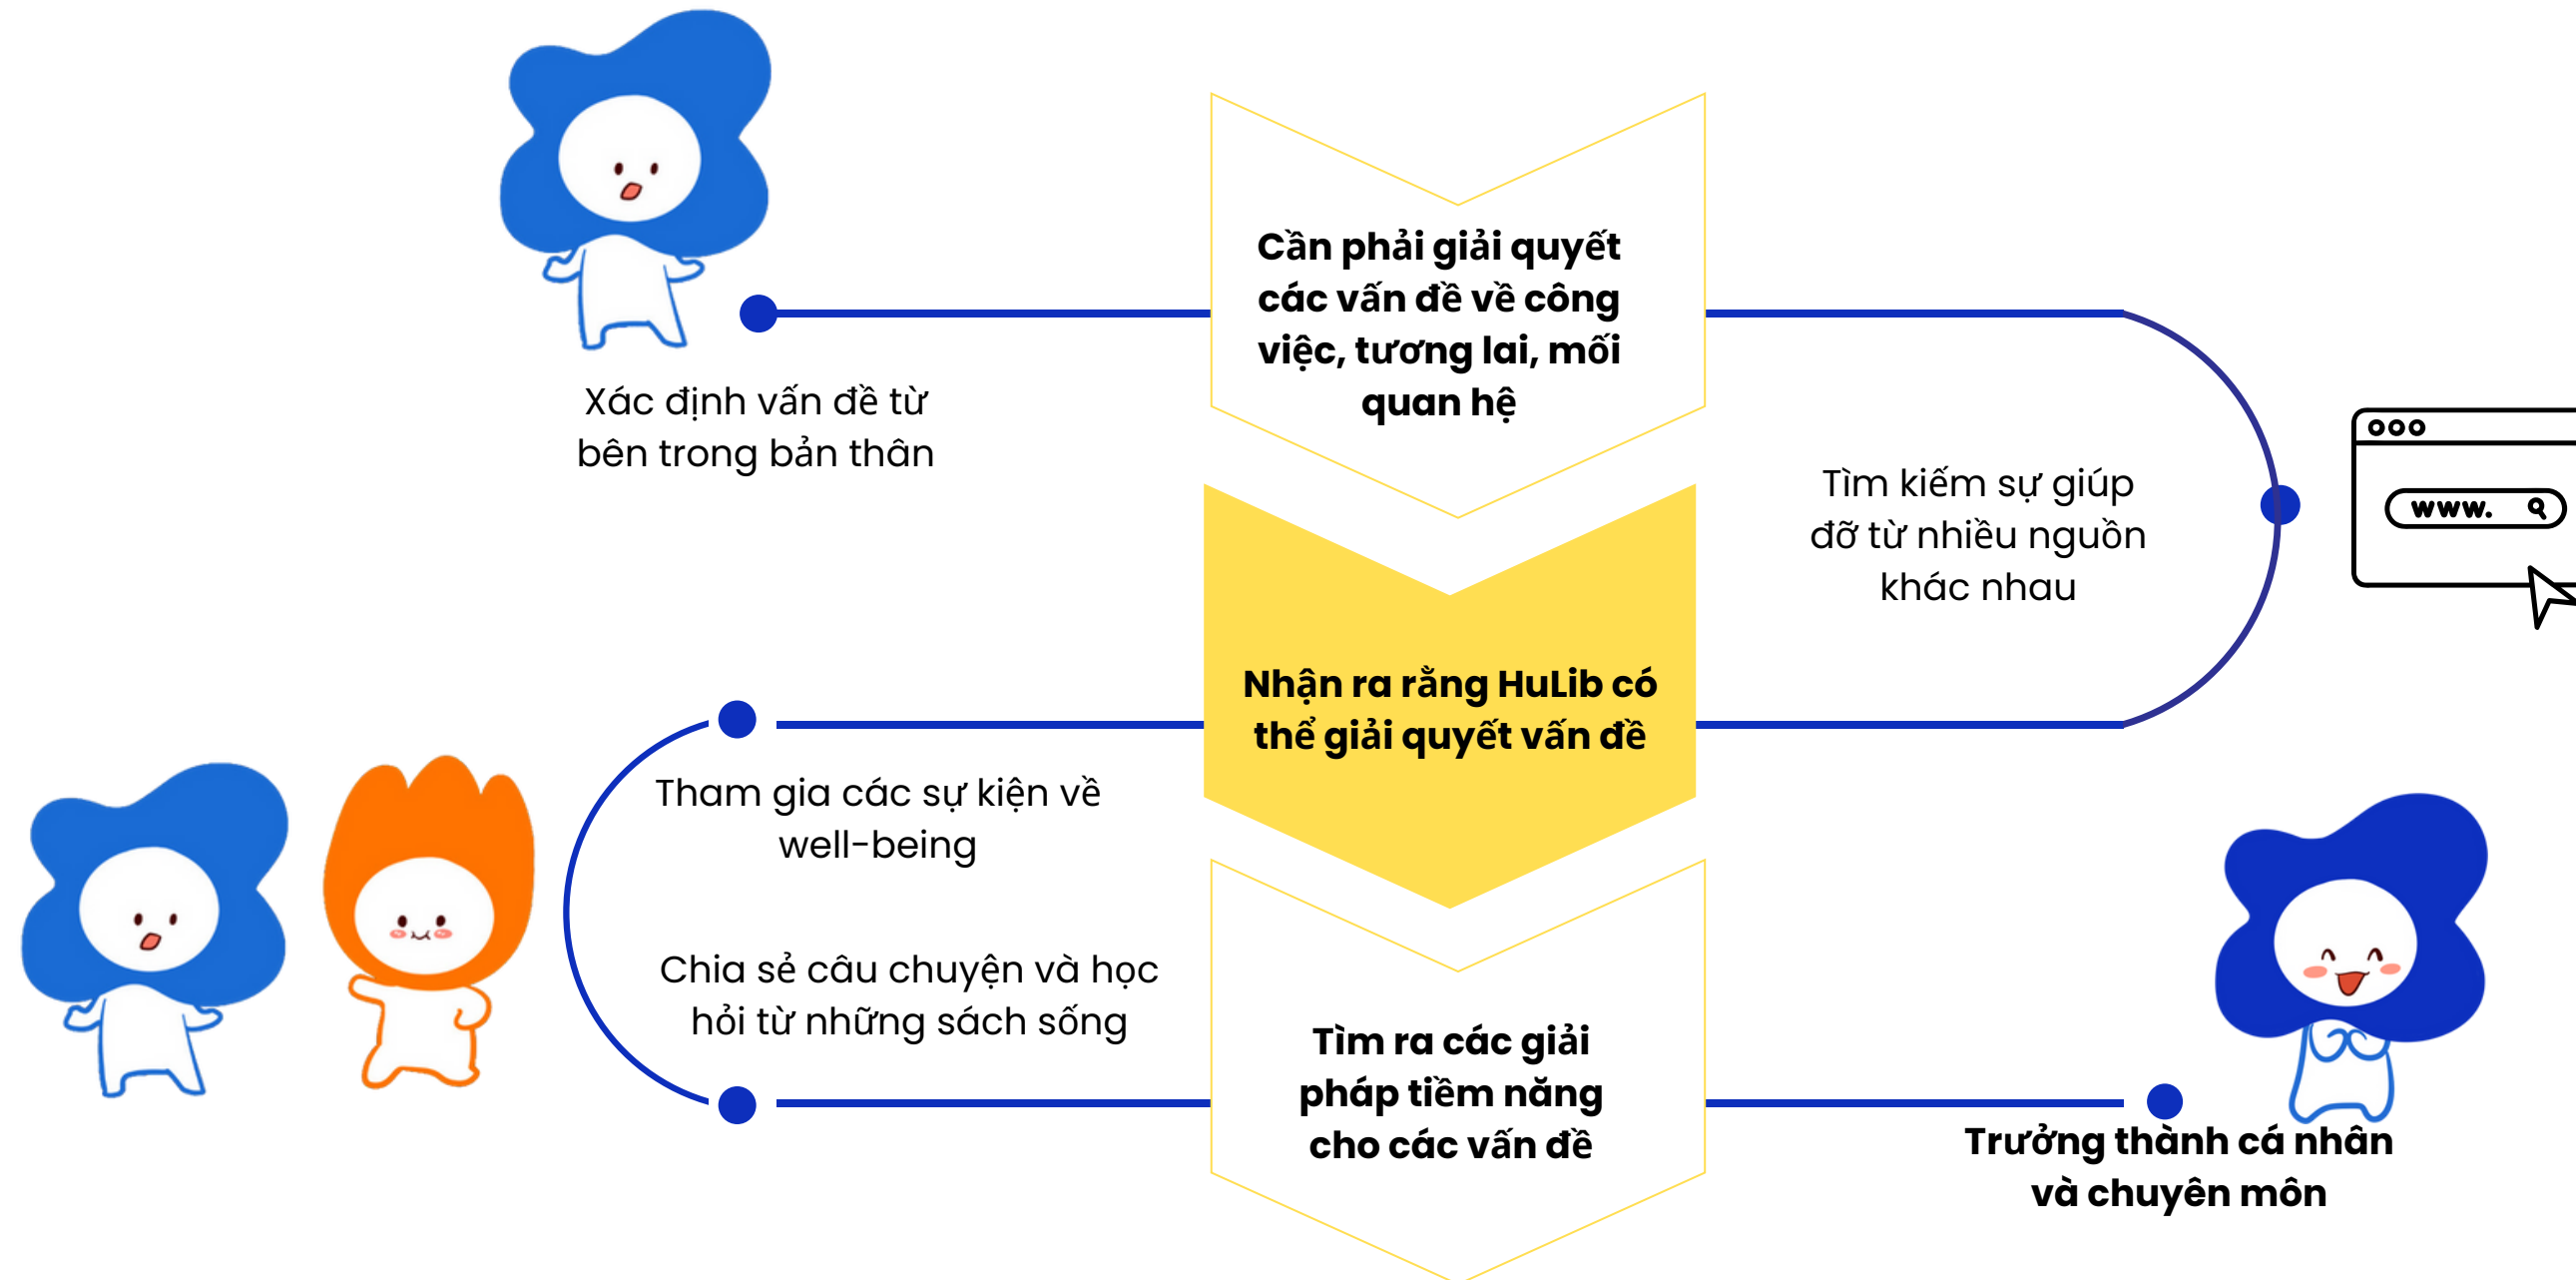 Cần phải giải quyết
các vấn đề về công
việc, tương lai, mối
quan hệ
Xác định vấn đề từ
bên trong bản thân
Tìm kiếm sự giúp
đỡ từ nhiều nguồn
khác nhau
www.
Nhận ra rằng HuLib có
thể giải quyết vấn đề
Tham gia các sự kiện về
well-being
Chia sẻ câu chuyện và học
hỏi từ những sách sống
Tìm ra các giải
pháp tiềm năng
cho các vấn đề
Trưởng thành cá nhân
và chuyên môn